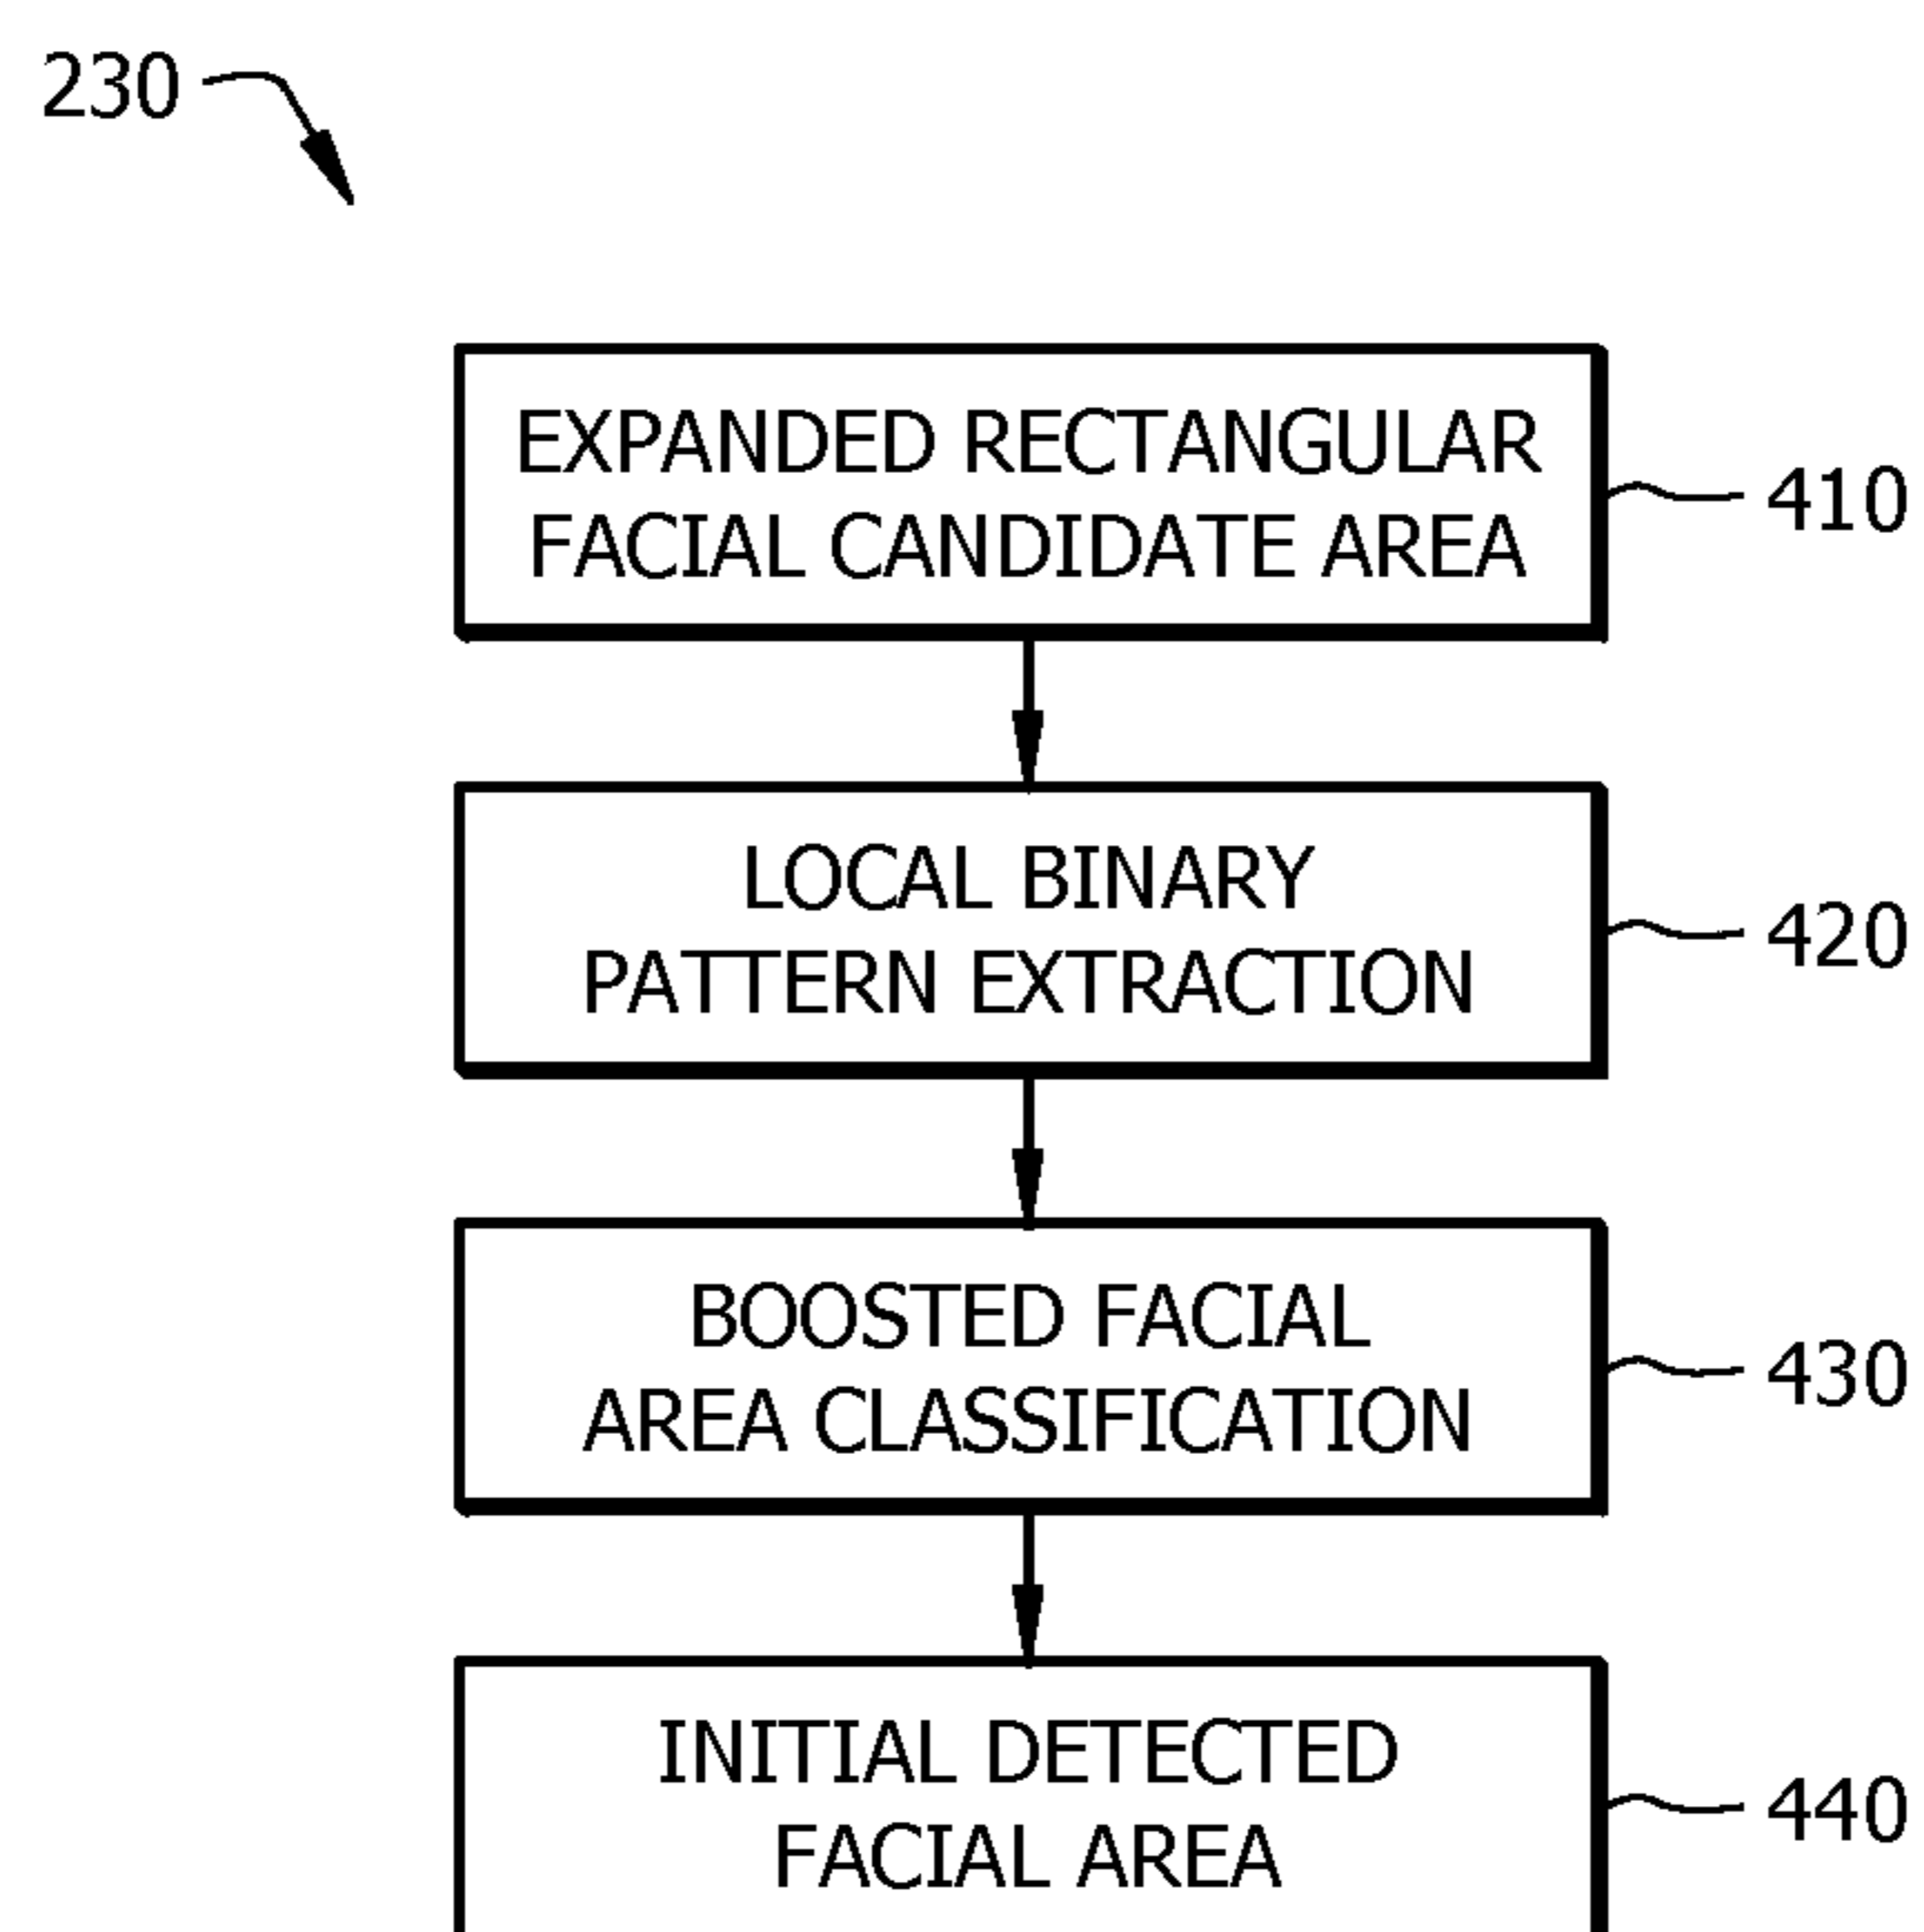 230
EXPANDED RECTANGULAR
FACIAL CANDIDATE AREA
410
LOCAL BINARY
PATTERN EXTRACTION
420
BOOSTED FACIAL
AREA CLASSIFICATION
430
INITIAL DETECTED
FACIAL AREA
440